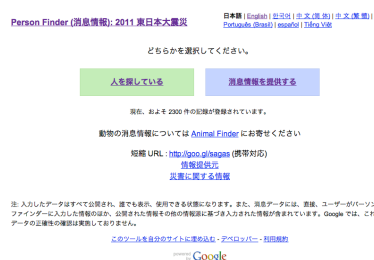 Person Finder (消息情報): 2011 東日本大震災
日本語 | English | 한국어 | 中文 (简体) | 中文 (繁體) |
Português (Brasil) | español | Tiếng Việt
どちらかを選択してください。
人を探している
消息情報を提供する
現在、およそ 2300 件の記録が登録されています。
動物の消息情報については Animal Finder にお寄せください
短縮 URL : http://goo.gl/sagas (携帯対応)
情報提供元
災害に関する情報
注: 入力したデータはすべて公開され、誰でも表示、使用できる状態になります。また、消息データには、直接、ユーザーがパーソン
ファインダーに入力した情報のほか、公開された情報その他の情報源に基づき入力された情報が含まれています。Google では、これ
データの正確性の確認は実施しておりません。
このツールを自分のサイトに埋め込む - デベロッパー - 利用規約
powered by Google